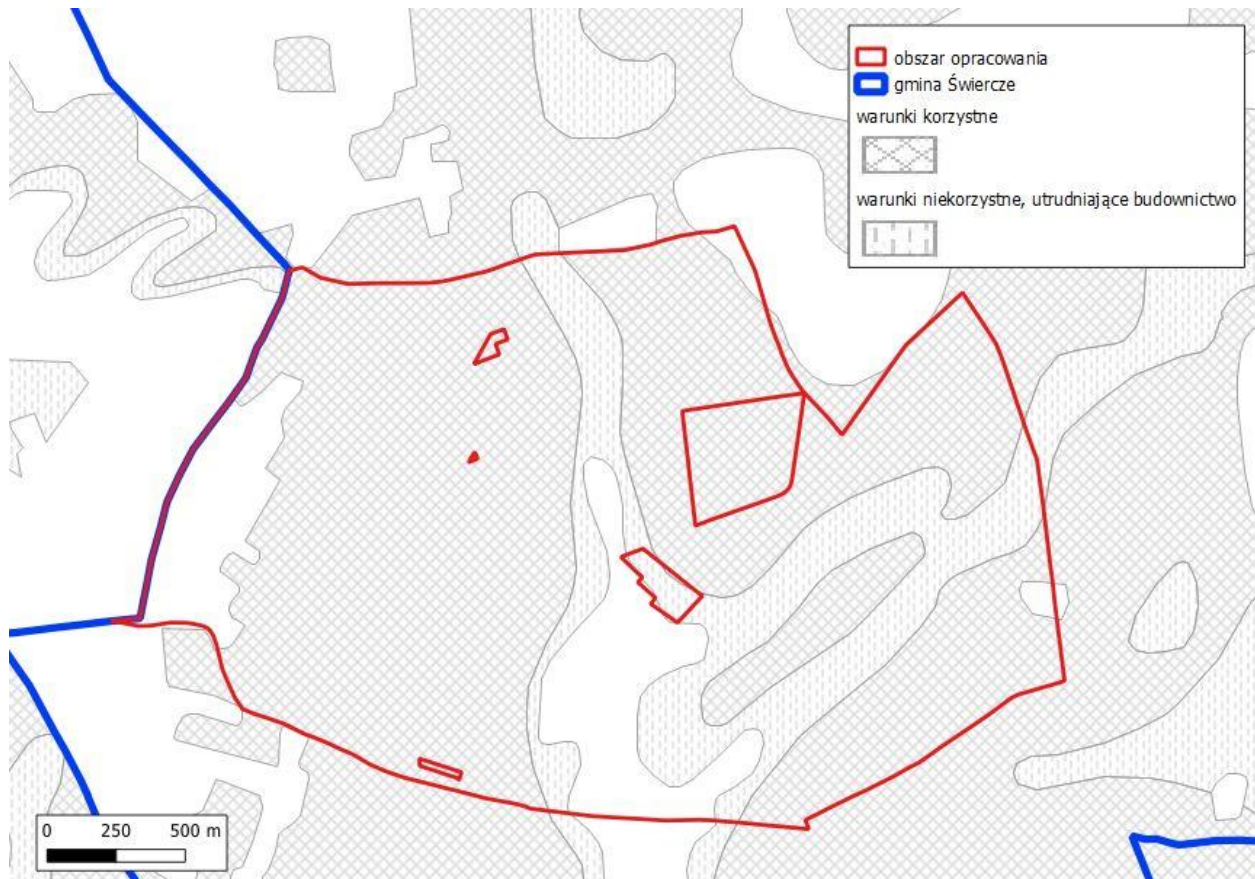 obszar opracowania
gmina Świercze
warunki korzystne
warunki niekorzystne, utrudniające budownictwo
0 250 500 m